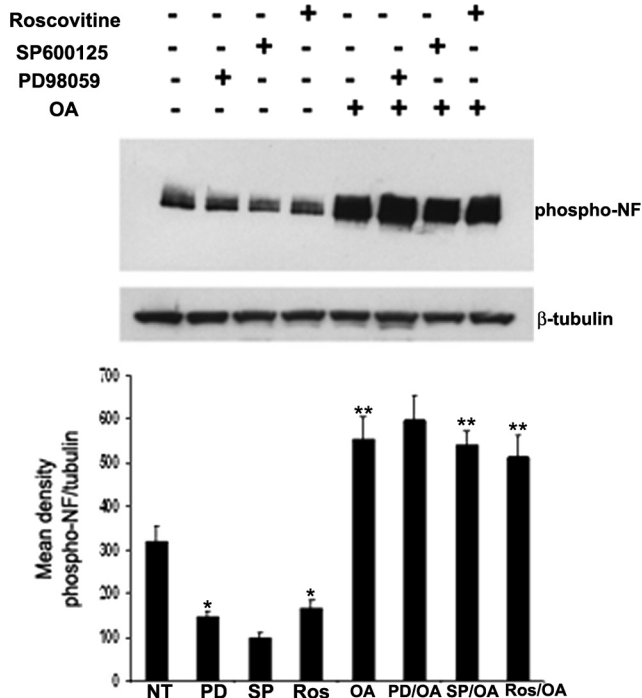 Roscovitine - - - + - - - +
SP600125 - - + - - - + -
PD98059 - + - - - + - -
OA - - - - + + + +
phospho-NF
β-tubulin
Mean density
phospho-NF/tubulin
700
600
500
400
300
200
100
0
* * ** ** **
NT PD SP Ros OA PD/OA SP/OA Ros/OA